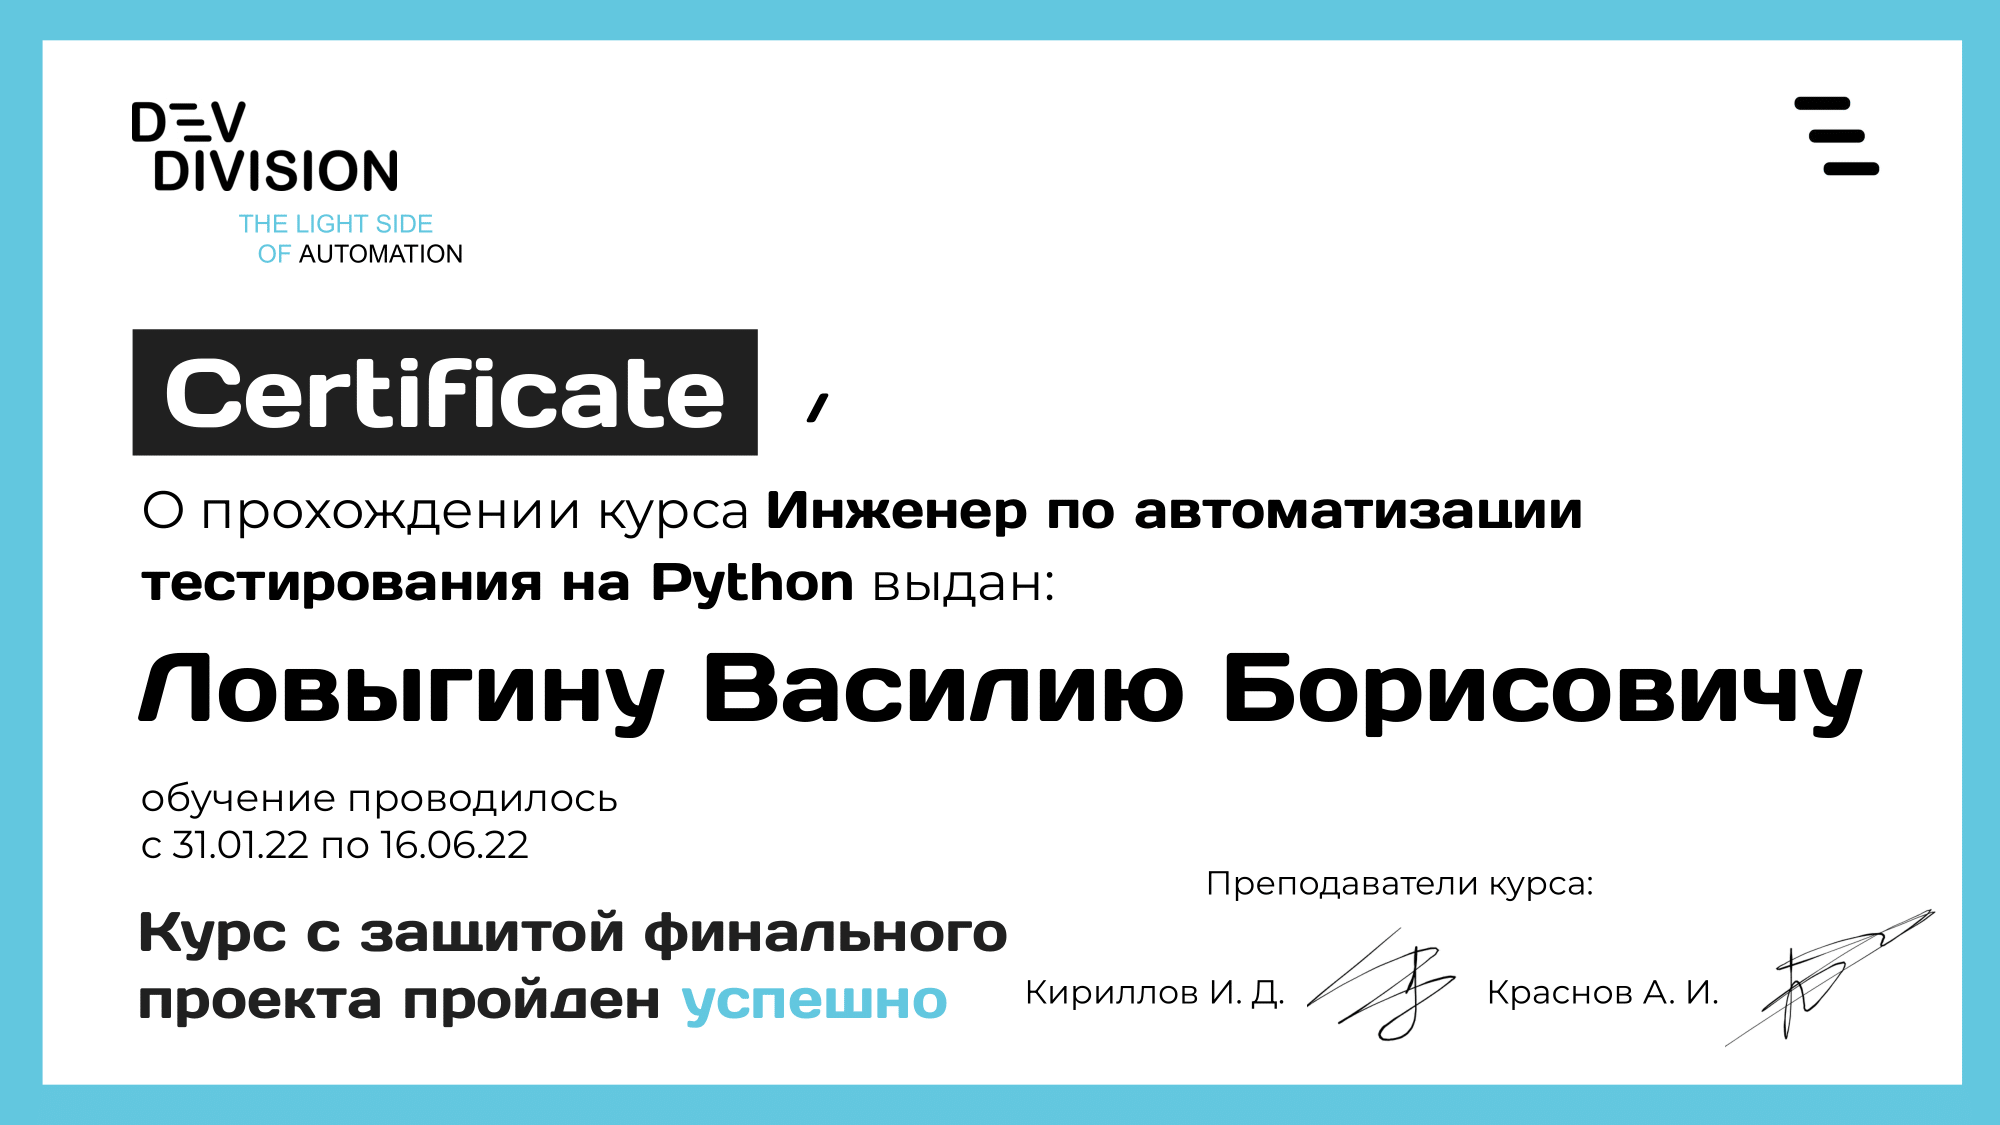 DEV
DIVISION
THE LIGHT SIDE
OF AUTOMATION
Certificate
О прохождении курса Инженер по автоматизации
тестирования на Python выдан:
Ловыгину Василию Борисовичу
обучение проводилось
с 31.01.22 по 16.06.22
Преподаватели курса:
Курс с защитой финального
проекта пройден успешно
Кириллов И. Д.
Краснов А. И.